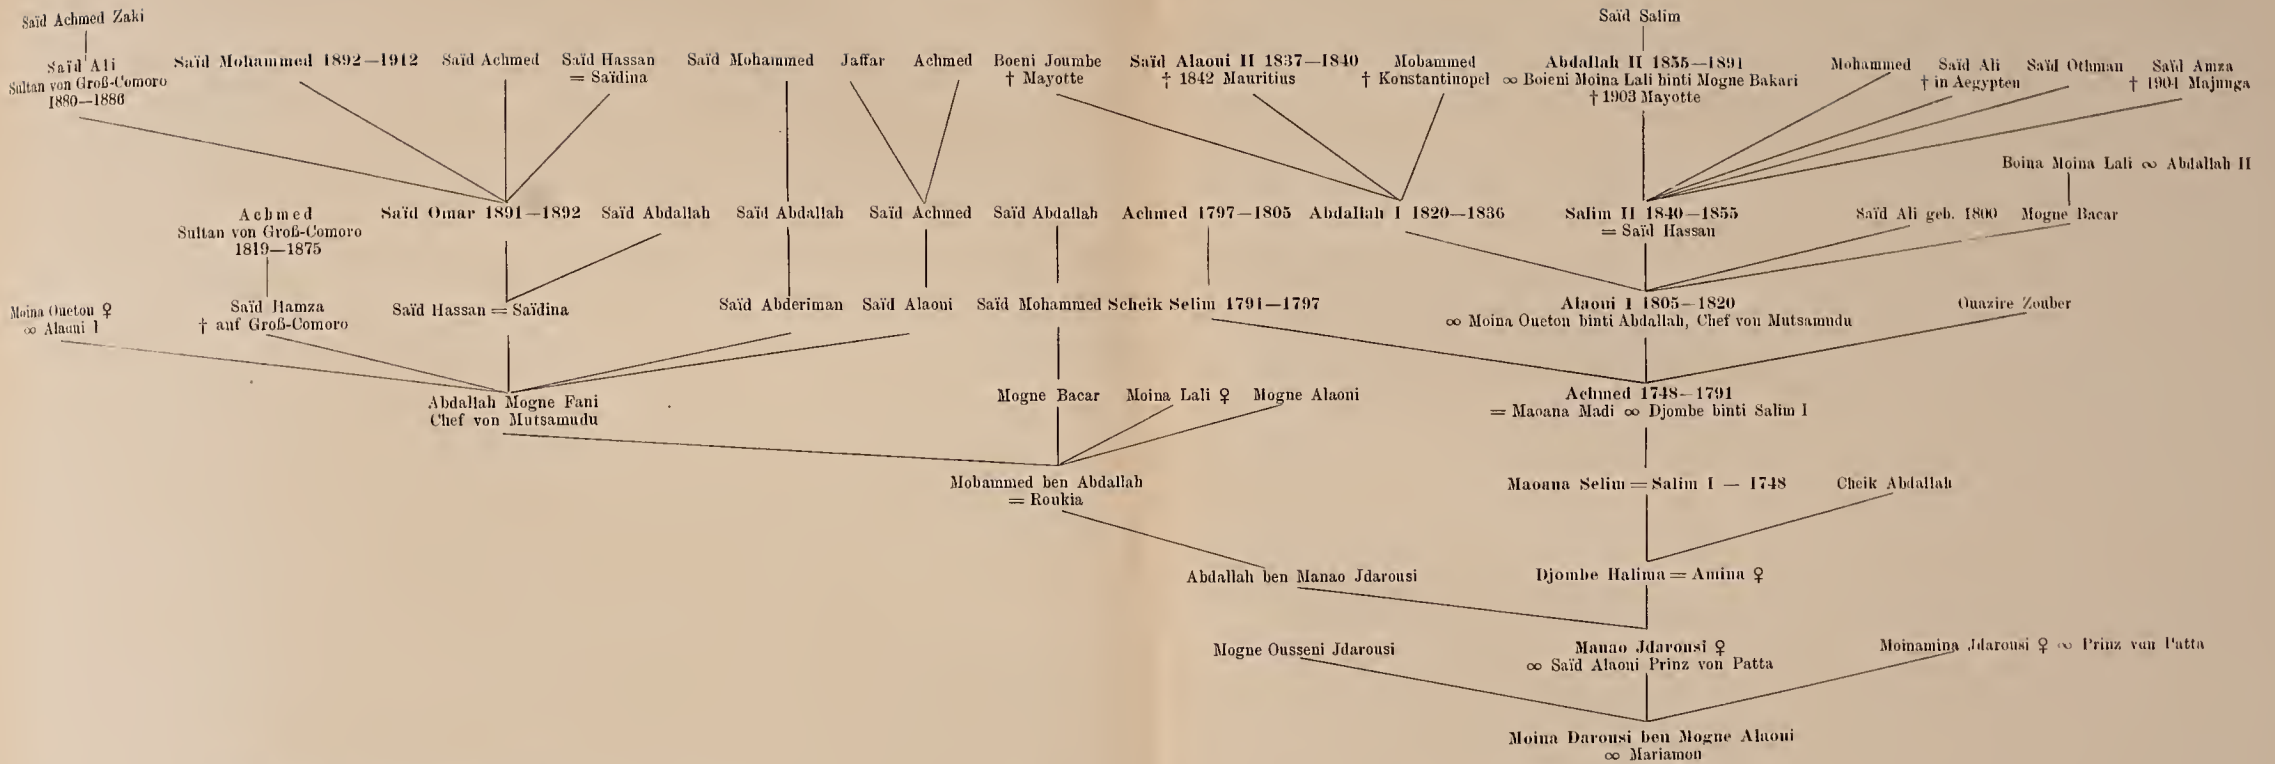 Saïd Achmed Zaki
Saïd Salim
Saïd Ali
Sultan von Groß-Comoro
1880—1886
Saïd Mohammed 1892—1912
Saïd Achmed
Saïd Hassan
= Saïdina
Saïd Mohammed
Jaffar
Achmed
Boeni Joumbe
† Mayotte
Saïd Alaoui II 1837—1840
† 1842 Mauritius
Mohammed
† Konstantinopel
Abdallah II 1855—1891
∞ Boieni Moina Lali binti Mogne Bakari
† 1903 Mayotte
Mohammed
Saïd Ali
† in Aegypten
Saïd Othman
Saïd Amza
† 1904 Majunga
Boina Moina Lali ∞ Abdallah II
Achmed
Sultan von Groß-Comoro
1819—1875
Saïd Omar 1891—1892
Saïd Abdallah
Saïd Abdallah
Saïd Achmed
Saïd Abdallah
Achmed 1797—1805
Abdallah I 1820—1836
Salim II 1840—1855
= Saïd Hassan
Saïd Ali geb. 1800
Mogne Bacar
Moina Ouetou ♀
∞ Alaoui I
Saïd Hamza
† auf Groß-Comoro
Saïd Hassan = Saïdina
Saïd Abderiman
Saïd Alaoui
Saïd Mohammed
Scheik Selim 1791—1797
Alaoui I 1805—1820
∞ Moina Oueton binti Abdallah, Chef von Mutsamudu
Ouazire Zouber
Abdallah Mogne Fani
Chef von Mutsamudu
Mogne Bacar
Moina Lali ♀
Mogne Alaoni
Achmed 1748—1791
= Maoana Madi ∞ Djombe binti Salim I
Mohammed ben Abdallah
= Roukia
Maoana Selim = Salim I — 1748
Cheik Abdallah
Abdallah ben Manao Jdarousi
Djombe Halima = Amina ♀
Mogne Ousseni Jdarousi
Manao Jdarousi ♀
∞ Saïd Alaoni Prinz von Patta
Moinamina Jdarousi ♀ ∞ Prinz von Patta
Moina Darousi ben Mogne Alaoui
∞ Mariamon